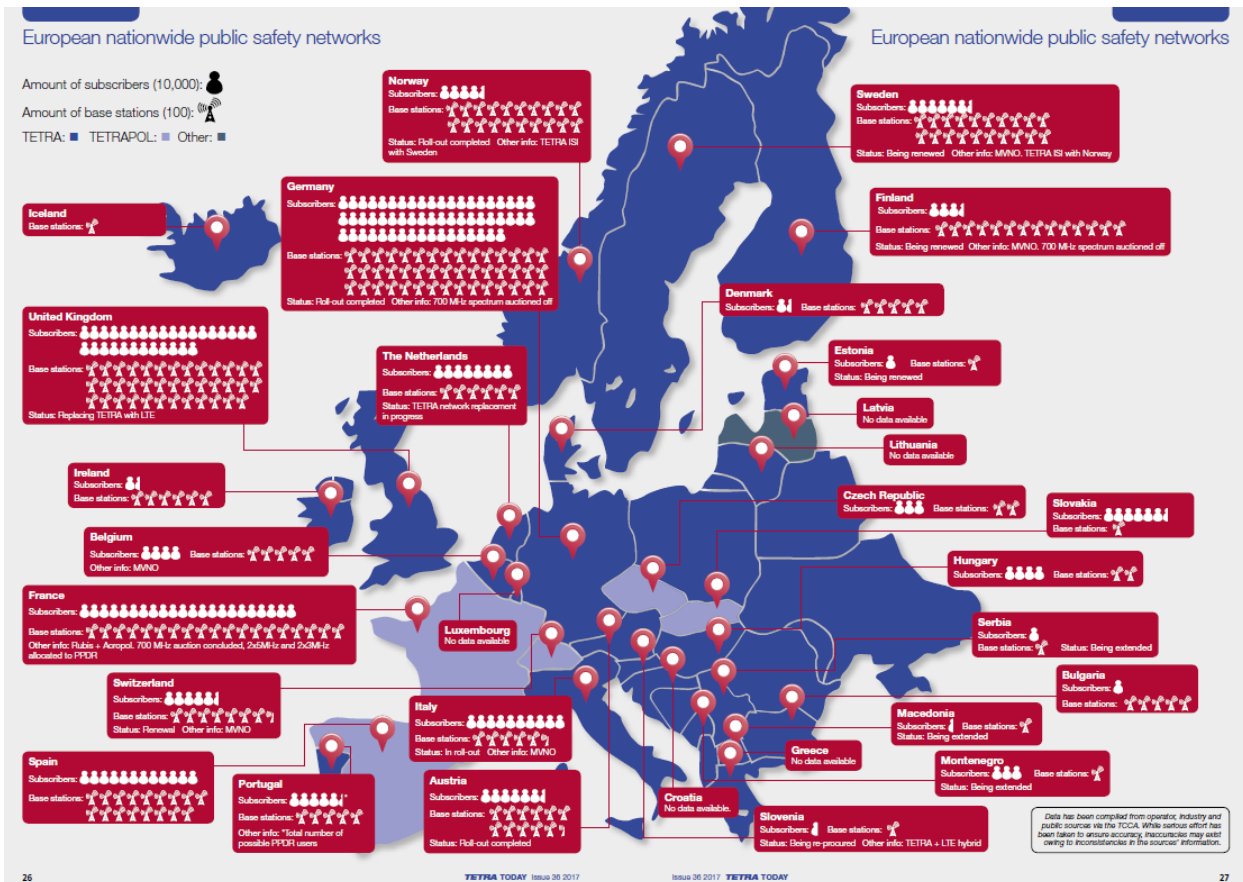 European nationwide public safety networks
European nationwide public safety networks
Amount of subscribers (10,000):
Amount of base stations (100):
TETRA: TETRAPOL: Other:
Norway
Subscribers:
Base stations:
Status: Roll-out completed Other info: TETRA ISI
with Sweden
Sweden
Subscribers:
Base stations:
Status: Being renewed Other info: MVNO. TETRA ISI with Norway
Germany
Subscribers:
Base stations:
Status: Roll-out completed Other info: 700 MHz spectrum auctioned off
Finland
Subscribers:
Base stations:
Status: Being renewed Other info: MVNO. 700 MHz spectrum auctioned off
Iceland
Base stations:
Denmark
Subscribers: Base stations:
United Kingdom
Subscribers:
Base stations:
Status: Replacing TETRA with LTE
The Netherlands
Subscribers:
Base stations:
Status: TETRA network replacement
in progress
Estonia
Subscribers: Base stations:
Status: Being renewed
Latvia
No data available
Lithuania
No data available
Ireland
Subscribers:
Base stations:
Czech Republic
Subscribers: Base stations:
Slovakia
Subscribers:
Base stations:
Belgium
Subscribers: Base stations:
Other info: MVNO
Hungary
Subscribers: Base stations:
France
Subscribers:
Base stations:
Other info: Rubis + Acropol. 700 MHz auction concluded, 2x5MHz and 2x3MHz
allocated to PPDR
Luxembourg
No data available
Serbia
Subscribers:
Base stations: Status: Being extended
Switzerland
Subscribers:
Base stations:
Status: Renewal Other info: MVNO
Italy
Subscribers:
Base stations:
Status: In roll-out Other info: MVNO
Bulgaria
Subscribers:
Base stations:
Macedonia
Subscribers: Base stations:
Status: Being extended
Spain
Subscribers:
Base stations:
Portugal
Subscribers: *
Base stations:
Other info: *Total number of
possible PPDR users
Austria
Subscribers:
Base stations:
Status: Roll-out completed
Greece
No data available
Montenegro
Subscribers: Base stations:
Status: Being extended
Croatia
No data available.
Slovenia
Subscribers: Base stations:
Status: Being re-procured Other info: TETRA + LTE hybrid
Data has been compiled from operator, industry and
public sources via the TCCA. While serious effort has
been taken to ensure accuracy, inaccuracies may exist
owing to inconsistencies in the sources' information.
26
TETRA TODAY Issue 36 2017
Issue 36 2017 TETRA TODAY
27